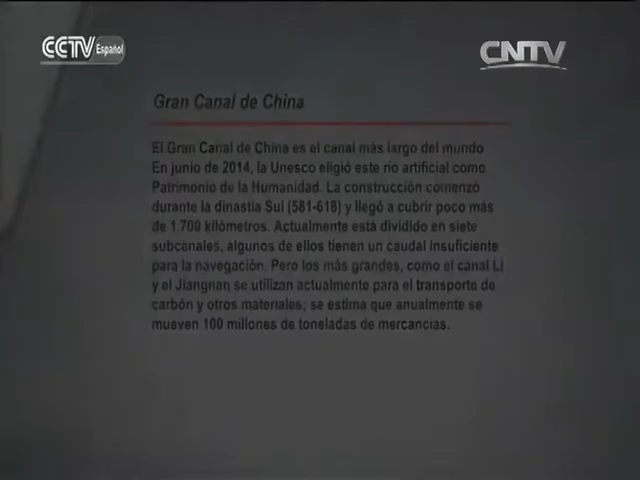 CCTV Español
CNTV
Gran Canal de China
El Gran Canal de China es el canal más largo del mundo
En junio de 2014, la Unesco eligió este río artificial como
Patrimonio de la Humanidad. La construcción comenzó
durante la dinastía Sui (581-618) y llegó a cubrir poco más
de 1.700 kilómetros. Actualmente está dividido en siete
subcanales, algunos de ellos tienen un caudal insuficiente
para la navegación. Pero los más grandes, como el canal Li
y el Jiangnan se utilizan actualmente para el transporte de
carbón y otros materiales; se estima que anualmente se
mueven 100 millones de toneladas de mercancías.